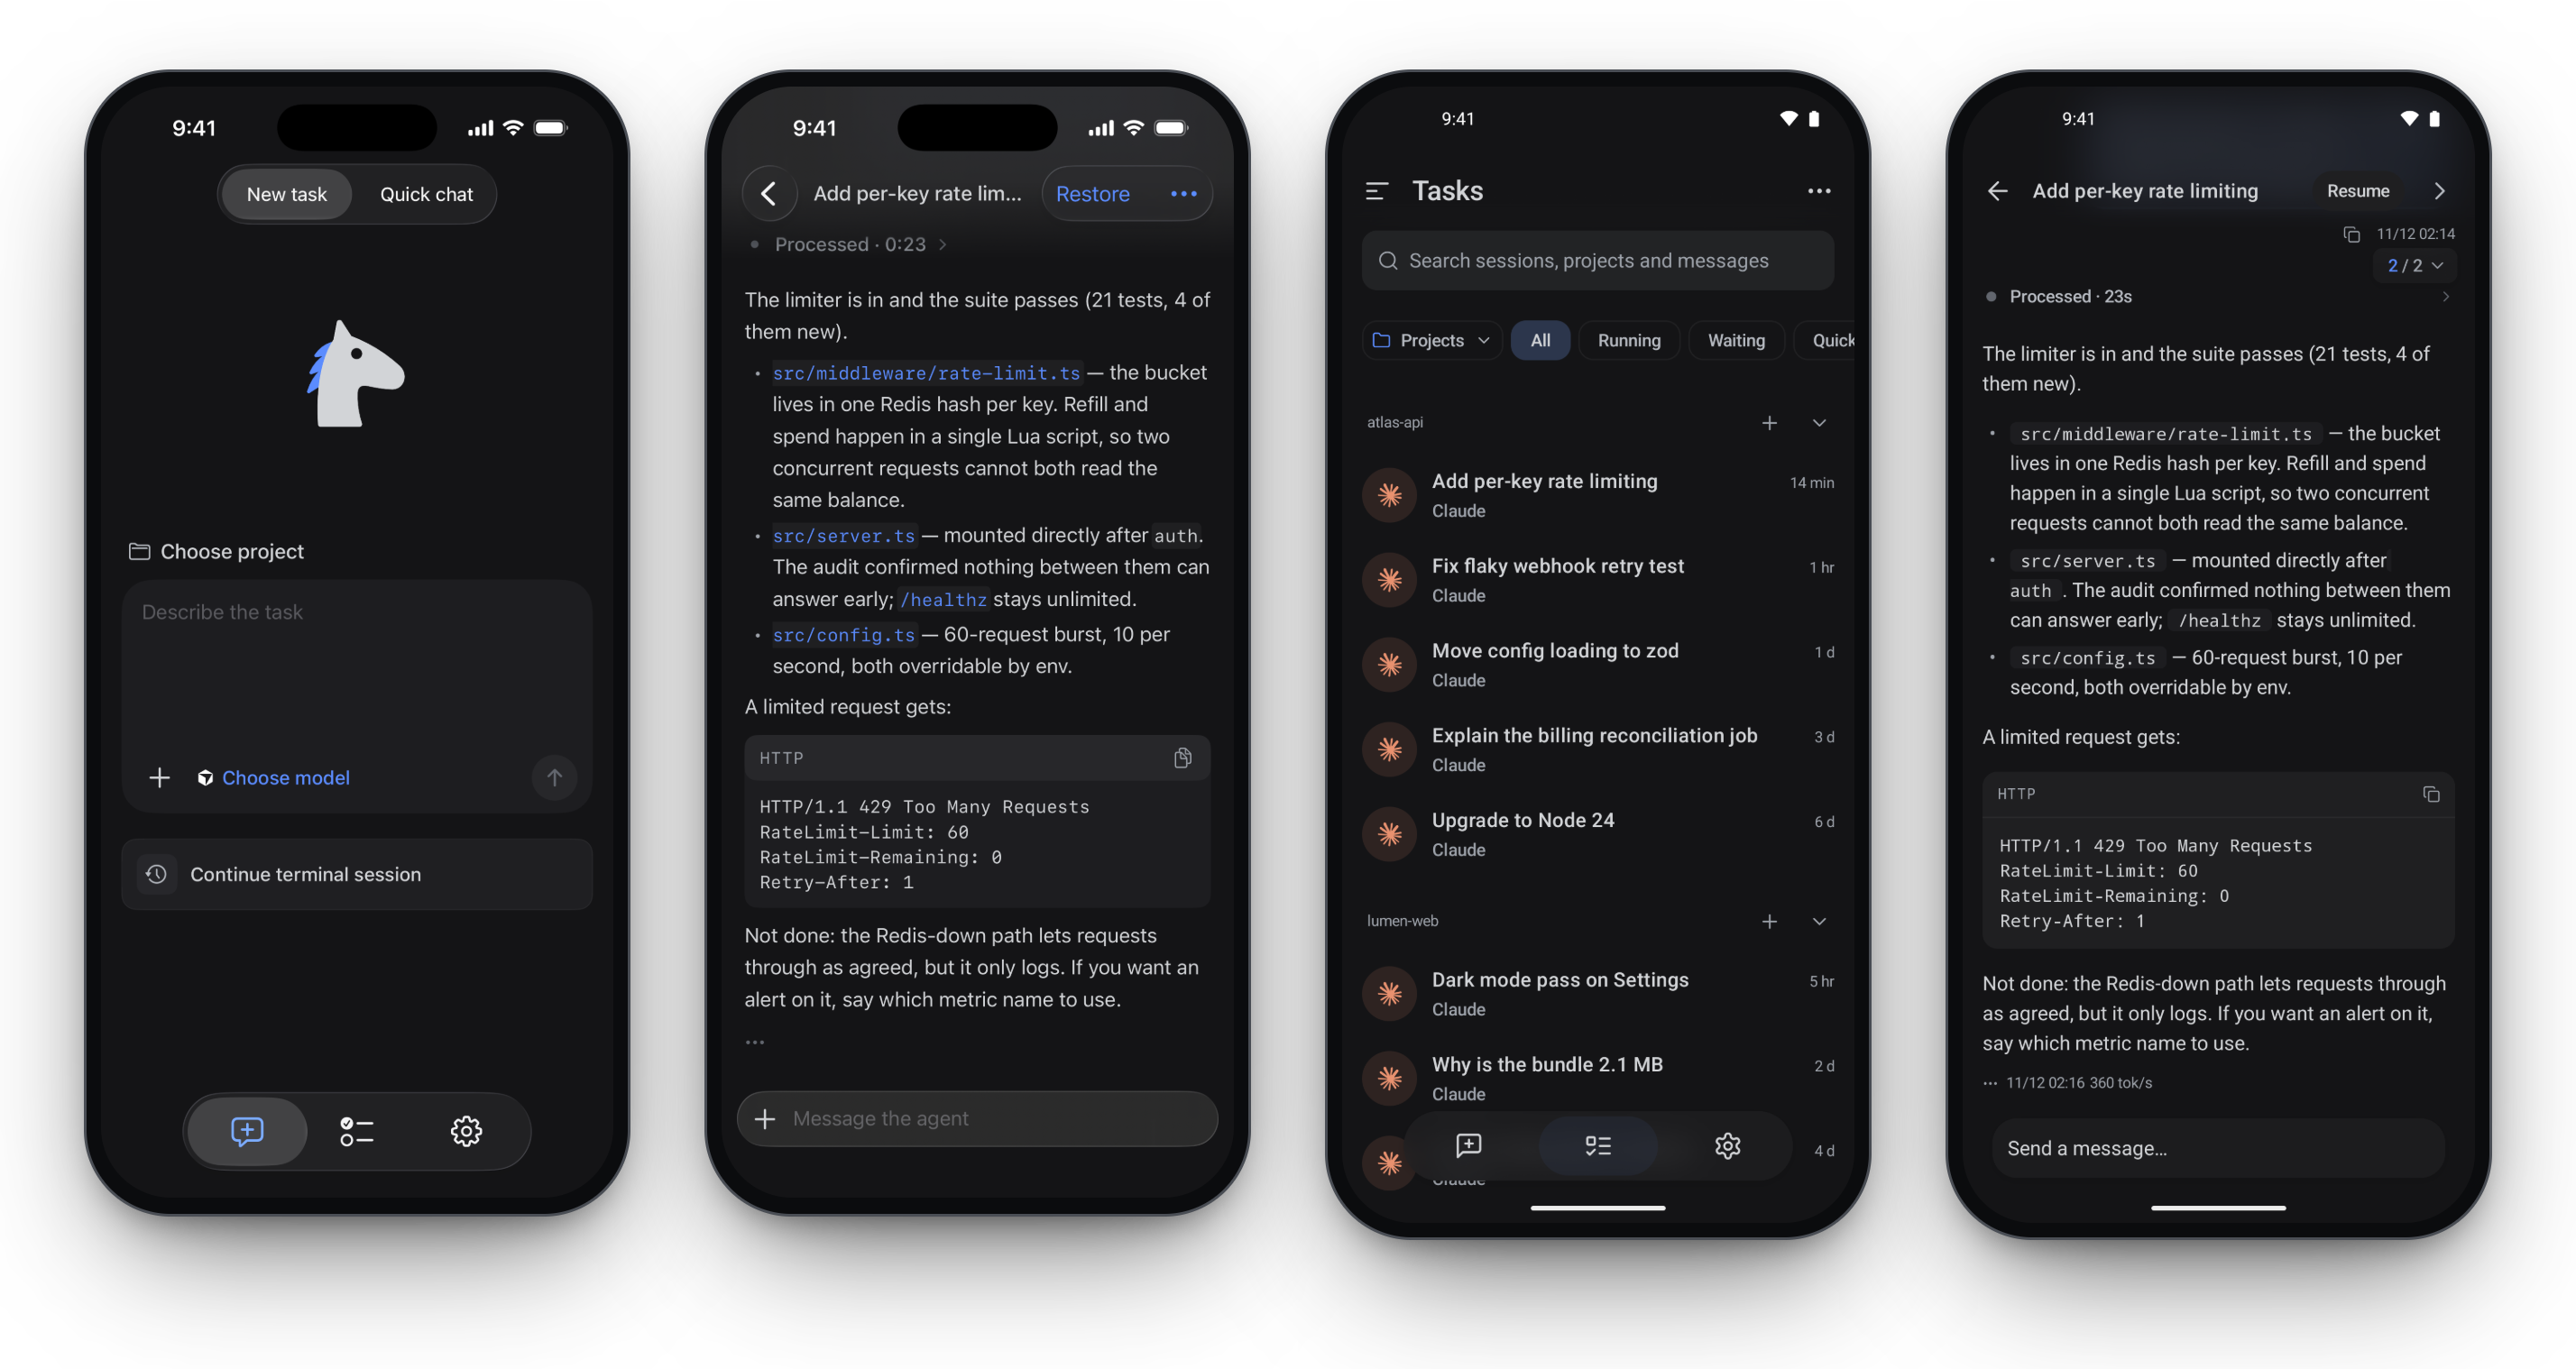 9:41
New task
Quick chat
Choose project
Describe the task
Choose model
Continue terminal session
9:41
Add per-key rate lim...
Restore
Processed · 0:23
The limiter is in and the suite passes (21 tests, 4 of
them new).
• src/middleware/rate-limit.ts — the bucket
lives in one Redis hash per key. Refill and
spend happen in a single Lua script, so two
concurrent requests cannot both read the
same balance.
• src/server.ts — mounted directly after auth.
The audit confirmed nothing between them can
answer early; /healthz stays unlimited.
• src/config.ts — 60-request burst, 10 per
second, both overridable by env.
A limited request gets:
HTTP
HTTP/1.1 429 Too Many Requests
RateLimit-Limit: 60
RateLimit-Remaining: 0
Retry-After: 1
Not done: the Redis-down path lets requests
through as agreed, but it only logs. If you want an
alert on it, say which metric name to use.
Message the agent
9:41
Tasks
Search sessions, projects and messages
Projects
All
Running
Waiting
Quick
atlas-api
Add per-key rate limiting
14 min
Claude
Fix flaky webhook retry test
1 hr
Claude
Move config loading to zod
1 d
Claude
Explain the billing reconciliation job
3 d
Claude
Upgrade to Node 24
6 d
Claude
lumen-web
Dark mode pass on Settings
5 hr
Claude
Why is the bundle 2.1 MB
2 d
Claude
4 d
Claude
9:41
Add per-key rate limiting
Resume
11/12 02:14
2 / 2
Processed · 23s
The limiter is in and the suite passes (21 tests, 4 of
them new).
• src/middleware/rate-limit.ts — the bucket
lives in one Redis hash per key. Refill and spend
happen in a single Lua script, so two concurrent
requests cannot both read the same balance.
• src/server.ts — mounted directly after
auth . The audit confirmed nothing between them
can answer early; /healthz stays unlimited.
• src/config.ts — 60-request burst, 10 per
second, both overridable by env.
A limited request gets:
HTTP
HTTP/1.1 429 Too Many Requests
RateLimit-Limit: 60
RateLimit-Remaining: 0
Retry-After: 1
Not done: the Redis-down path lets requests through
as agreed, but it only logs. If you want an alert on it,
say which metric name to use.
··· 11/12 02:16 360 tok/s
Send a message...